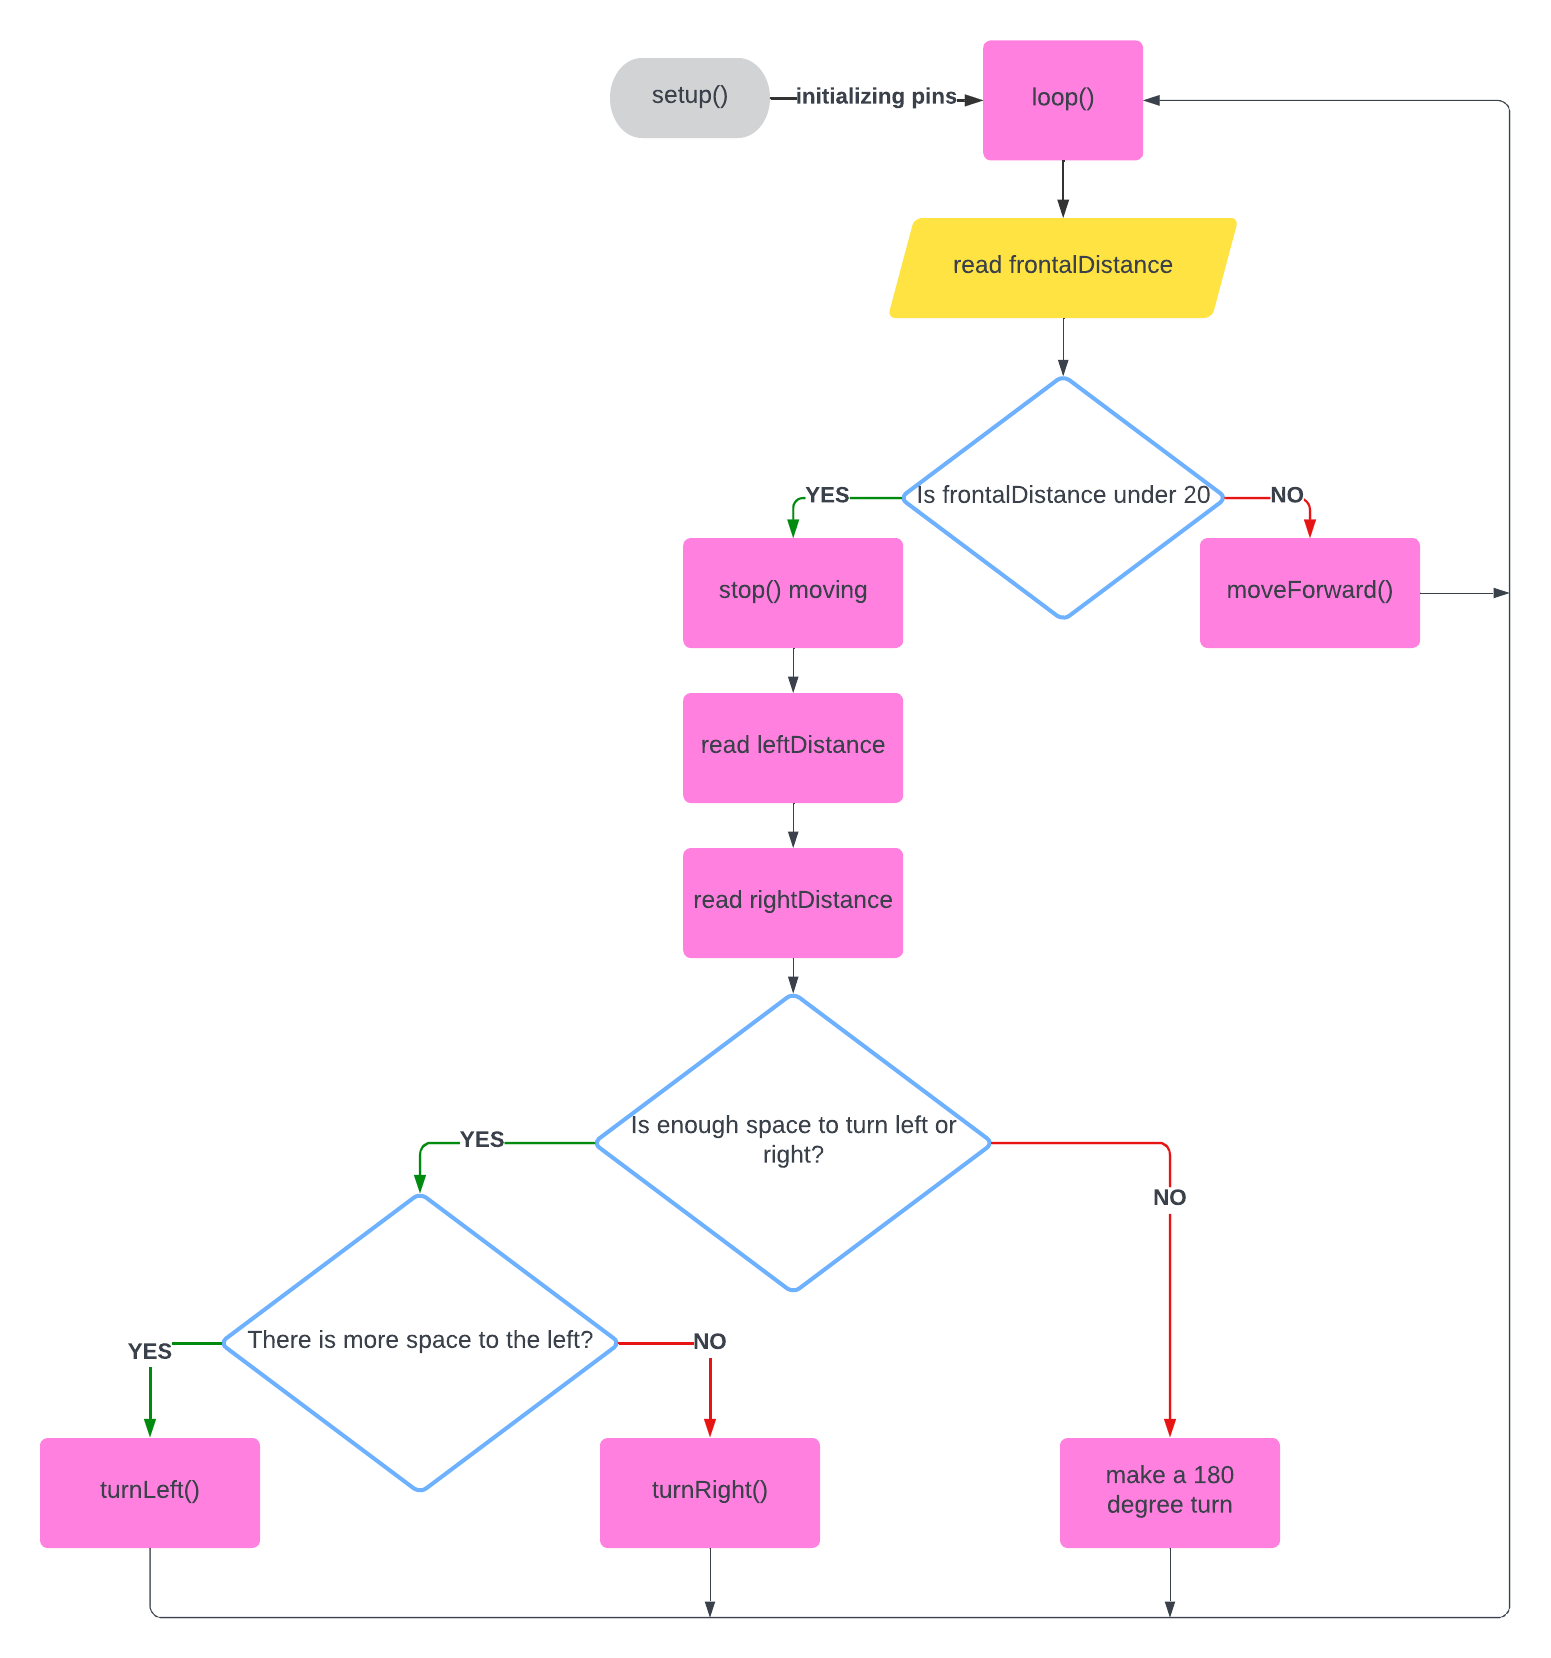 setup()
initializing pins
loop()
read frontalDistance
Is frontalDistance under 20
YES
NO
stop() moving
moveForward()
read leftDistance
read rightDistance
Is enough space to turn left or
right?
YES
NO
There is more space to the left?
YES
NO
turnLeft()
turnRight()
make a 180
degree turn